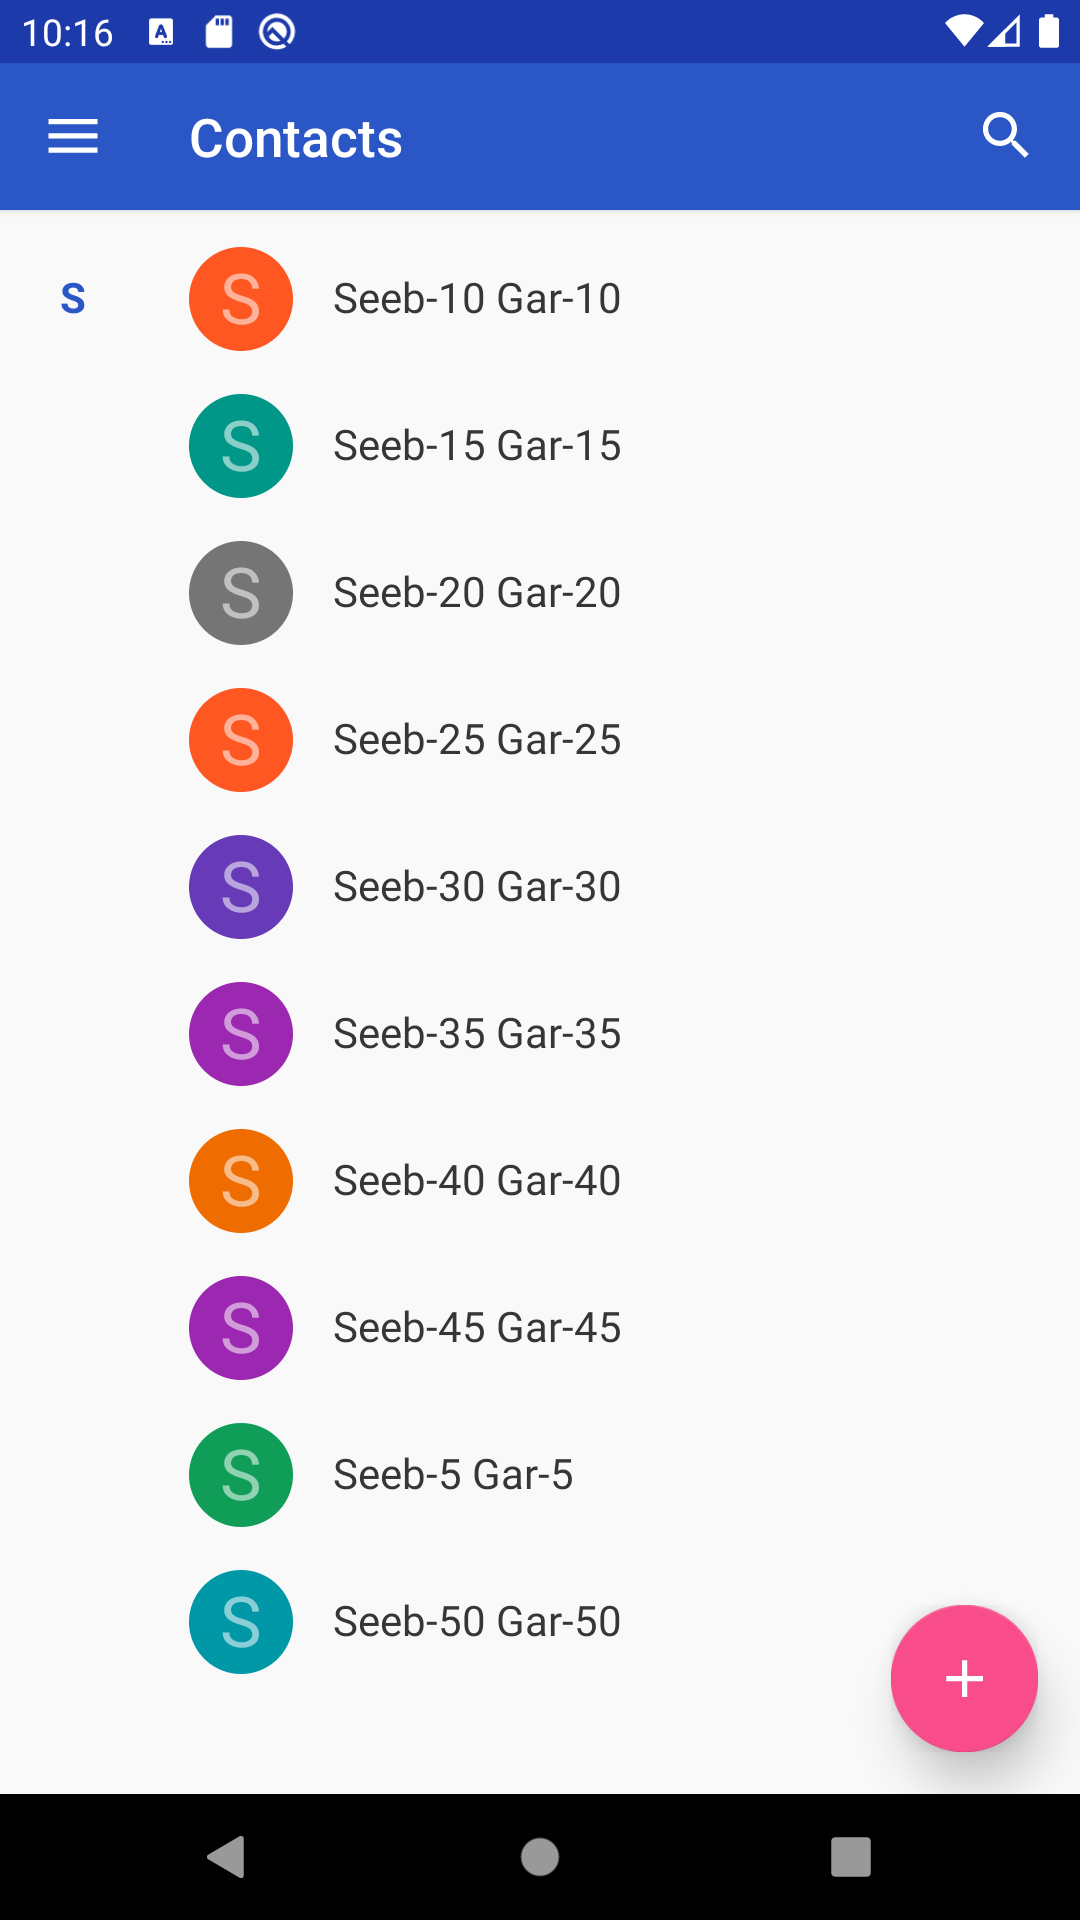 10:16
Contacts
S
S Seeb-10 Gar-10
S Seeb-15 Gar-15
S Seeb-20 Gar-20
S Seeb-25 Gar-25
S Seeb-30 Gar-30
S Seeb-35 Gar-35
S Seeb-40 Gar-40
S Seeb-45 Gar-45
S Seeb-5 Gar-5
S Seeb-50 Gar-50